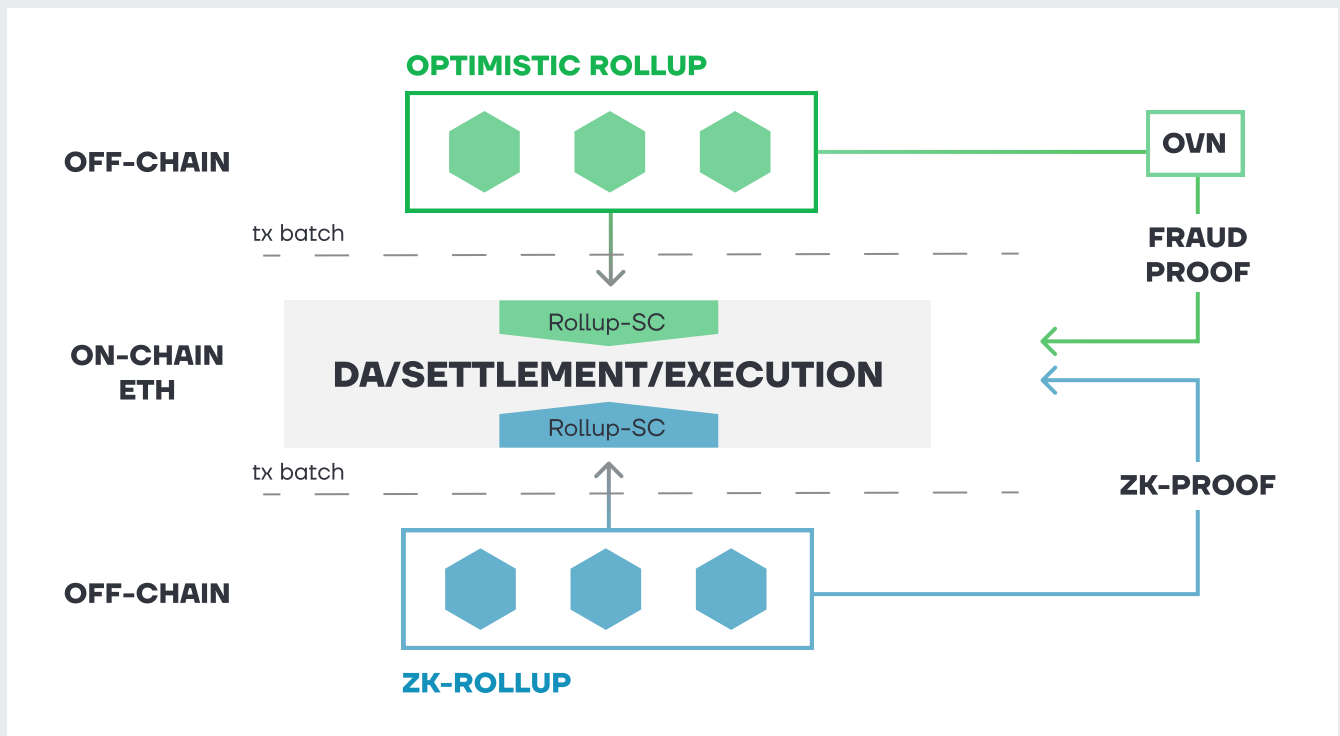 OPTIMISTIC ROLLUP
OFF-CHAIN
OVN
tx batch
FRAUD
PROOF
Rollup-SC
ON-CHAIN
ETH
DA/SETTLEMENT/EXECUTION
Rollup-SC
tx batch
ZK-PROOF
OFF-CHAIN
ZK-ROLLUP